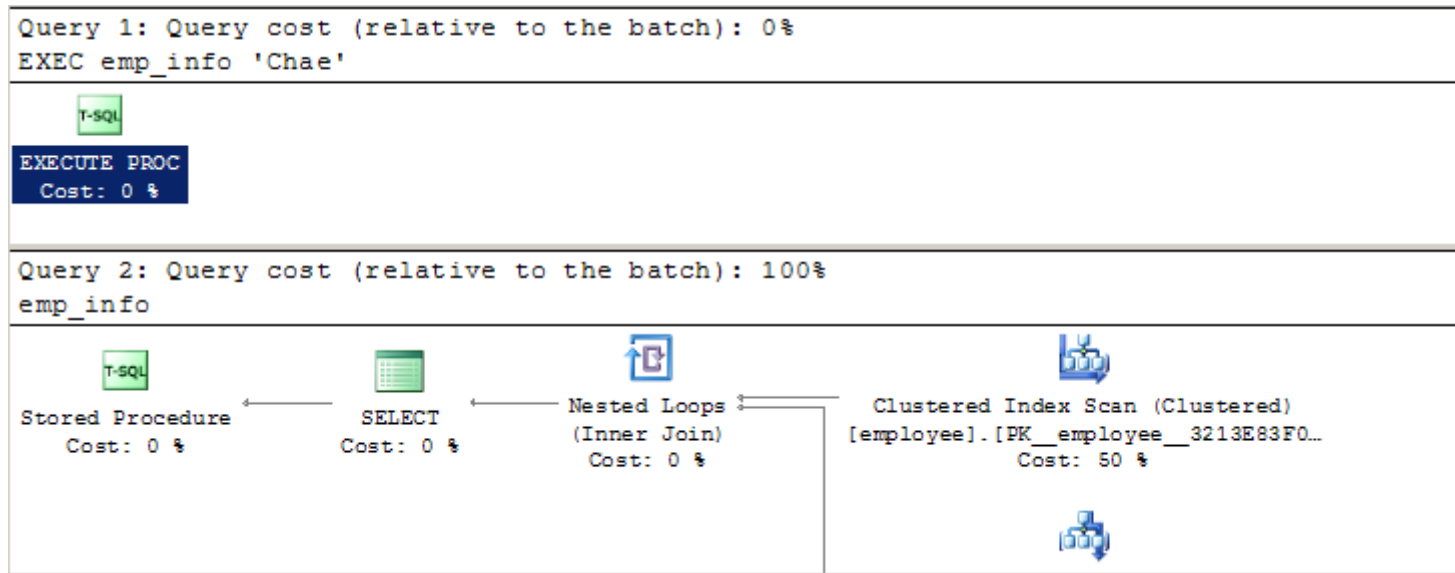 Query 1: Query cost (relative to the batch): 0%
EXEC emp_info 'Chae'
T-SQL
EXECUTE PROC
Cost: 0 %
Query 2: Query cost (relative to the batch): 100%
emp_info
T-SQL
Stored Procedure
Cost: 0 %
SELECT
Cost: 0 %
Nested Loops
(Inner Join)
Cost: 0 %
Clustered Index Scan (Clustered)
[employee].[PK__employee__3213E83F0…
Cost: 50 %